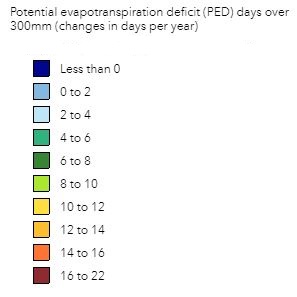 Potential evapotranspiration deficit (PED) days over
300mm (changes in days per year)
Less than 0
0 to 2
2 to 4
4 to 6
6 to 8
8 to 10
10 to 12
12 to 14
14 to 16
16 to 22